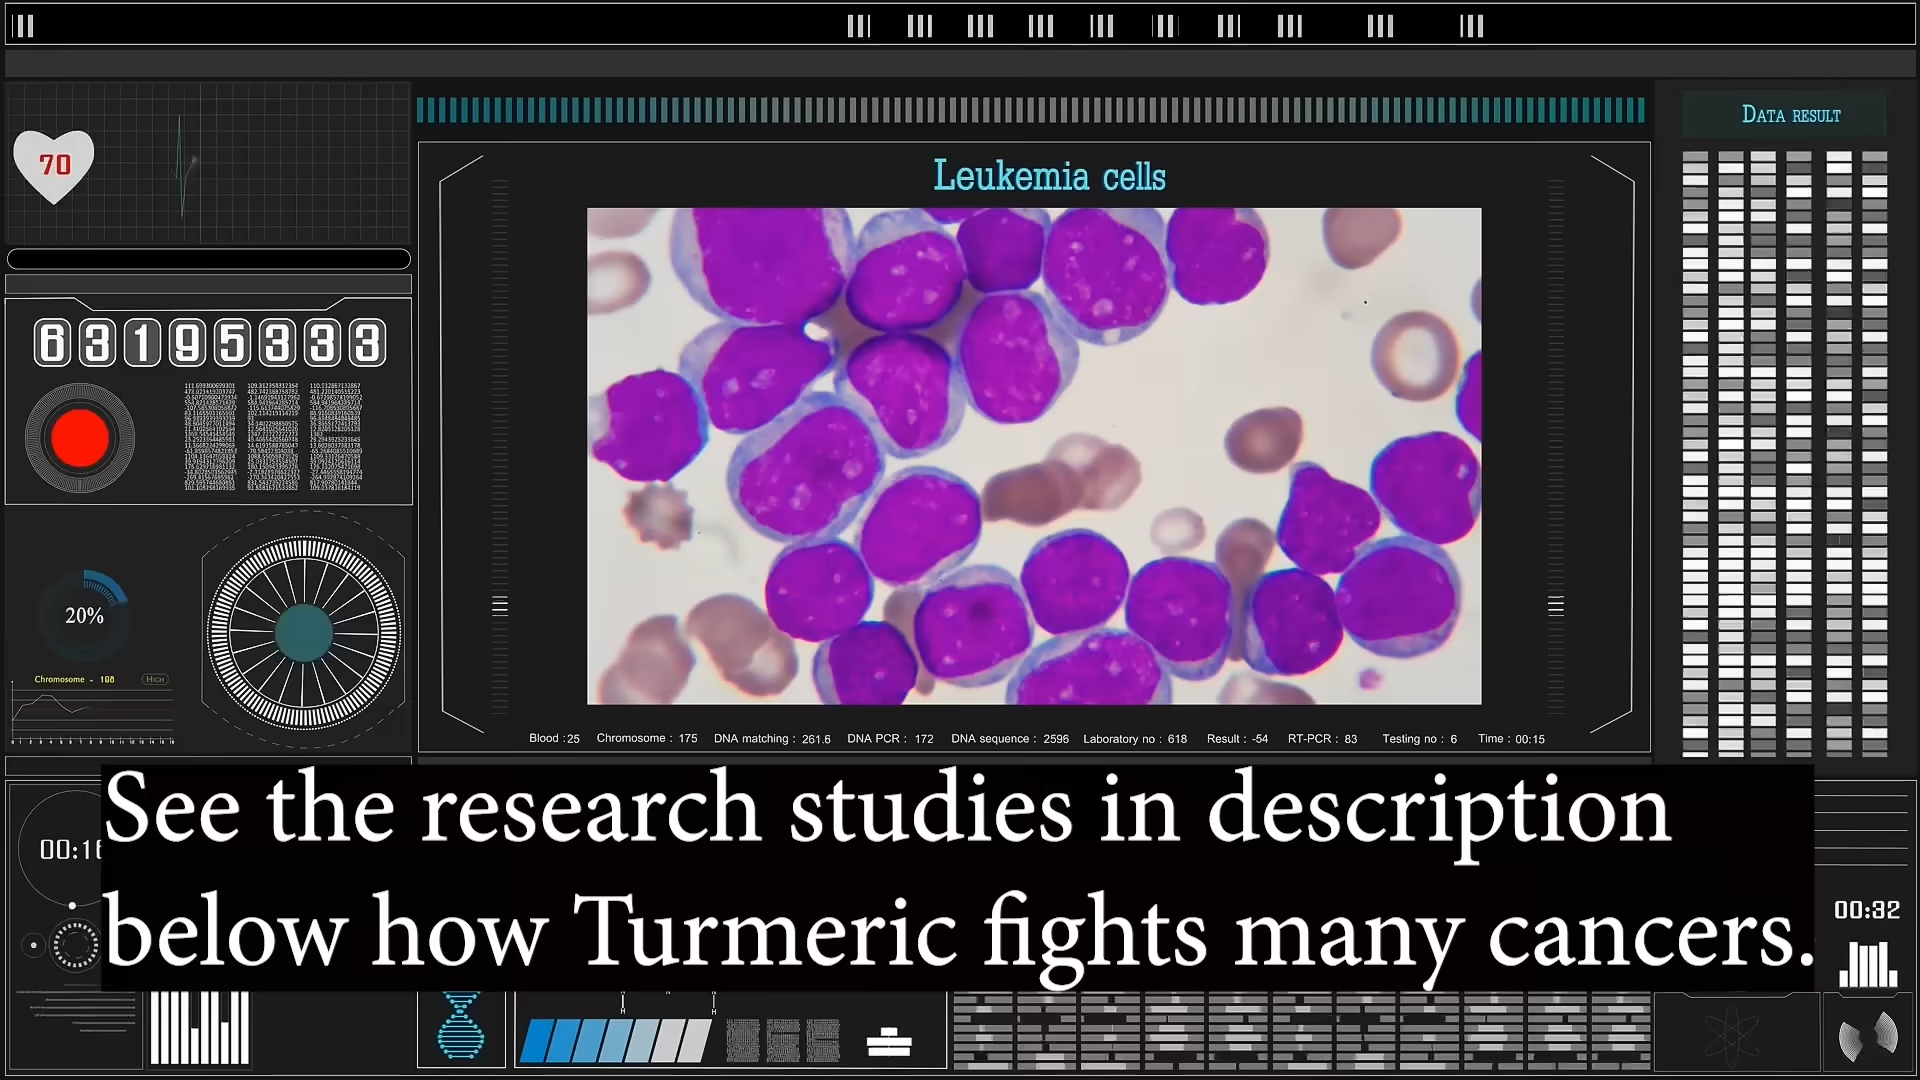 Data result
70
Leukemia cells
63195333
20%
Chromosome - 198 High
Blood :25 Chromosome : 175 DNA matching : 261.6 DNA PCR : 172 DNA sequence : 2596 Laboratory no : 618 Result : -54 RT-PCR : 83 Testing no : 6 Time : 00:15
See the research studies in description
below how Turmeric fights many cancers.
00:32